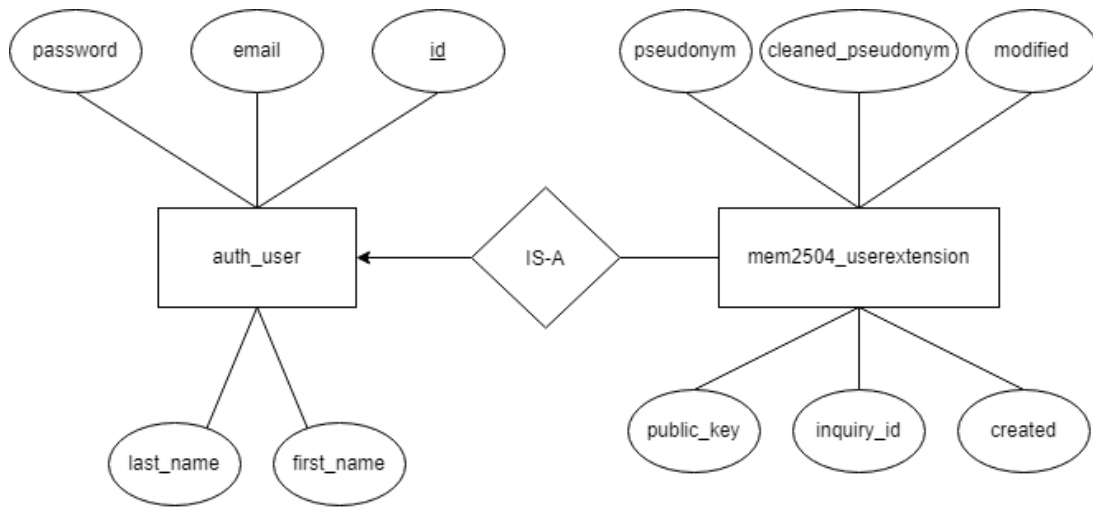 password
email
id
pseudonym
cleaned_pseudonym
modified
auth_user
IS-A
mem2504_userextension
last_name
first_name
public_key
inquiry_id
created